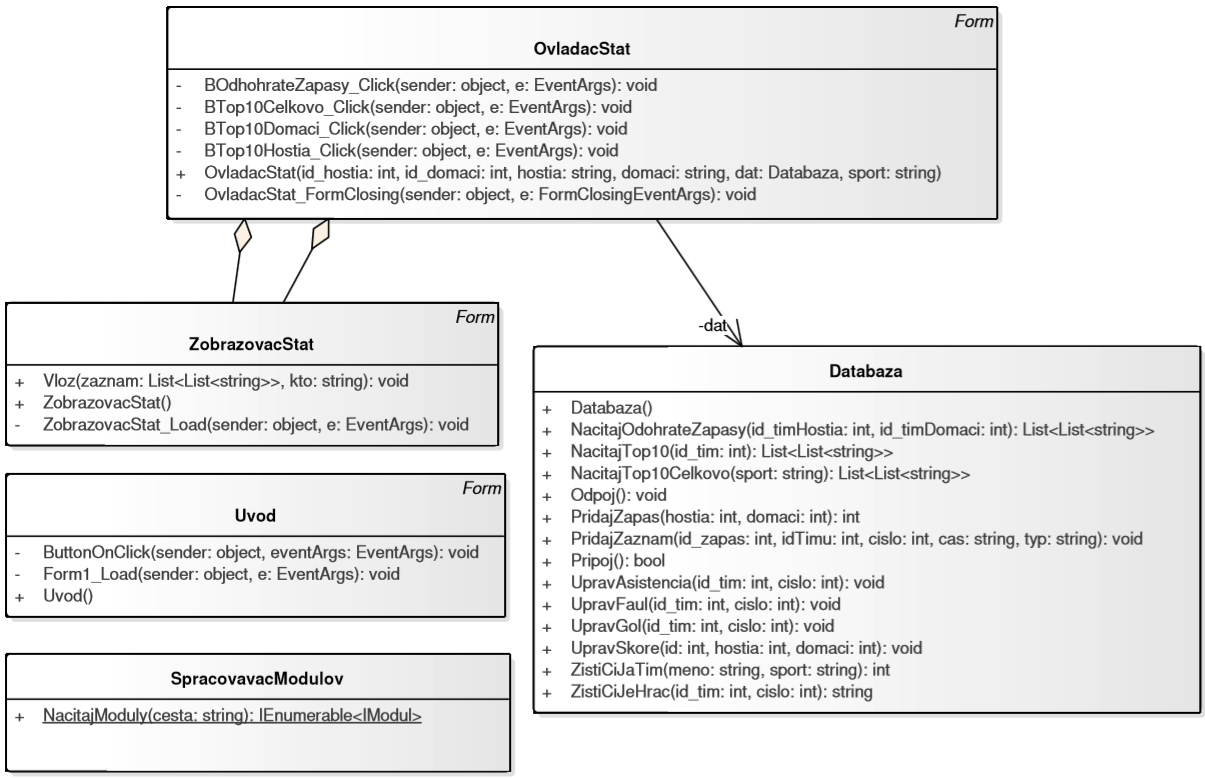 Form
OvladacStat
- BOdhohrateZapasy_Click(sender: object, e: EventArgs): void
- BTop10Celkovo_Click(sender: object, e: EventArgs): void
- BTop10Domaci_Click(sender: object, e: EventArgs): void
- BTop10Hostia_Click(sender: object, e: EventArgs): void
+ OvladacStat(id_hostia: int, id_domaci: int, hostia: string, domaci: string, dat: Databaza, sport: string)
- OvladacStat_FormClosing(sender: object, e: FormClosingEventArgs): void
-dat
Form
ZobrazovacStat
+ Vloz(zaznam: List<List<string>>, kto: string): void
+ ZobrazovacStat()
- ZobrazovacStat_Load(sender: object, e: EventArgs): void
Form
Uvod
- ButtonOnClick(sender: object, eventArgs: EventArgs): void
- Form1_Load(sender: object, e: EventArgs): void
+ Uvod()
SpracovavacModulov
+ NacitajModuly(cesta: string): IEnumerable<IModul>
Databaza
+ Databaza()
+ NacitajOdohrateZapasy(id_timHostia: int, id_timDomaci: int): List<List<string>>
+ NacitajTop10(id_tim: int): List<List<string>>
+ NacitajTop10Celkovo(sport: string): List<List<string>>
+ Odpoj(): void
+ PridajZapas(hostia: int, domaci: int): int
+ PridajZaznam(id_zapas: int, idTimu: int, cislo: int, cas: string, typ: string): void
+ Pripoj(): bool
+ UpravAsistencia(id_tim: int, cislo: int): void
+ UpravFaul(id_tim: int, cislo: int): void
+ UpravGol(id_tim: int, cislo: int): void
+ UpravSkore(id: int, hostia: int, domaci: int): void
+ ZistiCiJaTim(meno: string, sport: string): int
+ ZistiCiJeHrac(id_tim: int, cislo: int): string